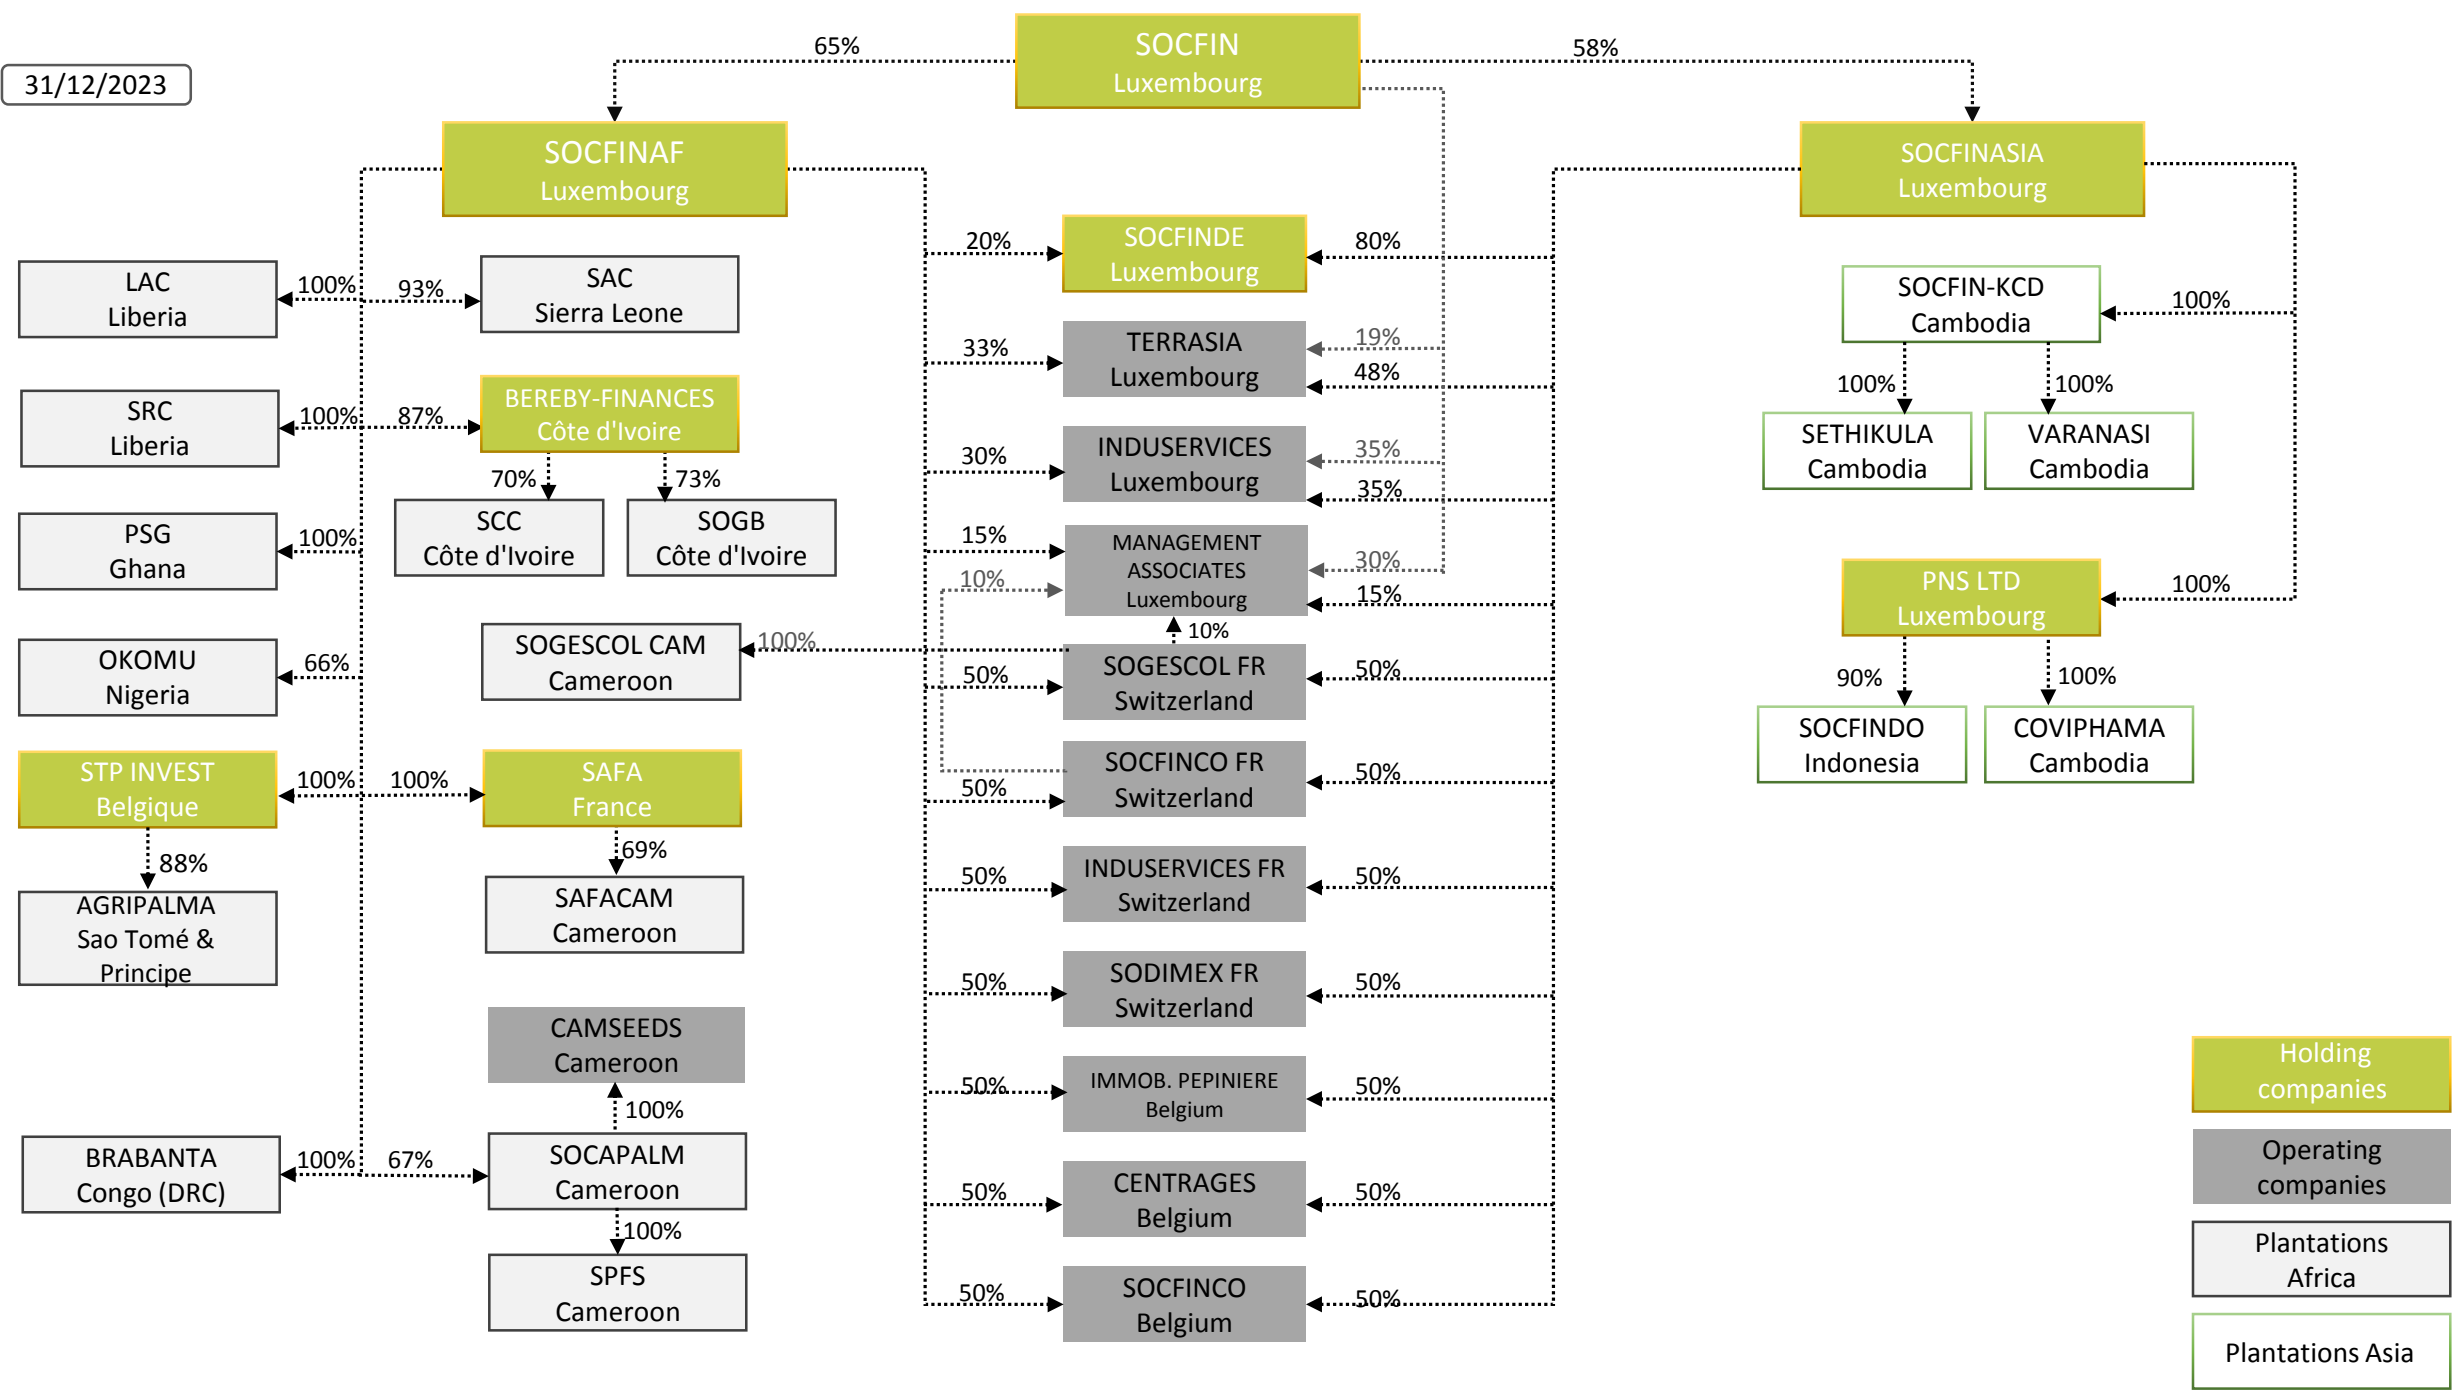 31/12/2023
SOCFIN
Luxembourg
65%
58%
SOCFINAF
Luxembourg
SOCFINASIA
Luxembourg
LAC
Liberia
100%
93%
SAC
Sierra Leone
SRC
Liberia
100%
87%
BEREBY-FINANCES
Côte d'Ivoire
70%
73%
SCC
Côte d'Ivoire
SOGB
Côte d'Ivoire
PSG
Ghana
100%
OKOMU
Nigeria
66%
SOGESCOL CAM
Cameroon
100%
STP INVEST
Belgique
100%
100%
SAFA
France
88%
69%
AGRIPALMA
Sao Tomé &
Principe
SAFACAM
Cameroon
CAMSEEDS
Cameroon
100%
BRABANTA
Congo (DRC)
100%
67%
SOCAPALM
Cameroon
100%
SPFS
Cameroon
20%
SOCFINDE
Luxembourg
80%
33%
TERRASIA
Luxembourg
19%
48%
30%
INDUSERVICES
Luxembourg
35%
35%
15%
10%
MANAGEMENT
ASSOCIATES
Luxembourg
30%
15%
10%
50%
SOGESCOL FR
Switzerland
50%
50%
SOCFINCO FR
Switzerland
50%
50%
INDUSERVICES FR
Switzerland
50%
50%
SODIMEX FR
Switzerland
50%
50%
IMMOB. PEPINIERE
Belgium
50%
50%
CENTRAGES
Belgium
50%
50%
SOCFINCO
Belgium
50%
SOCFIN-KCD
Cambodia
100%
100%
100%
SETHIKULA
Cambodia
VARANASI
Cambodia
PNS LTD
Luxembourg
100%
90%
100%
SOCFINDO
Indonesia
COVIPHAMA
Cambodia
Holding
companies
Operating
companies
Plantations
Africa
Plantations Asia